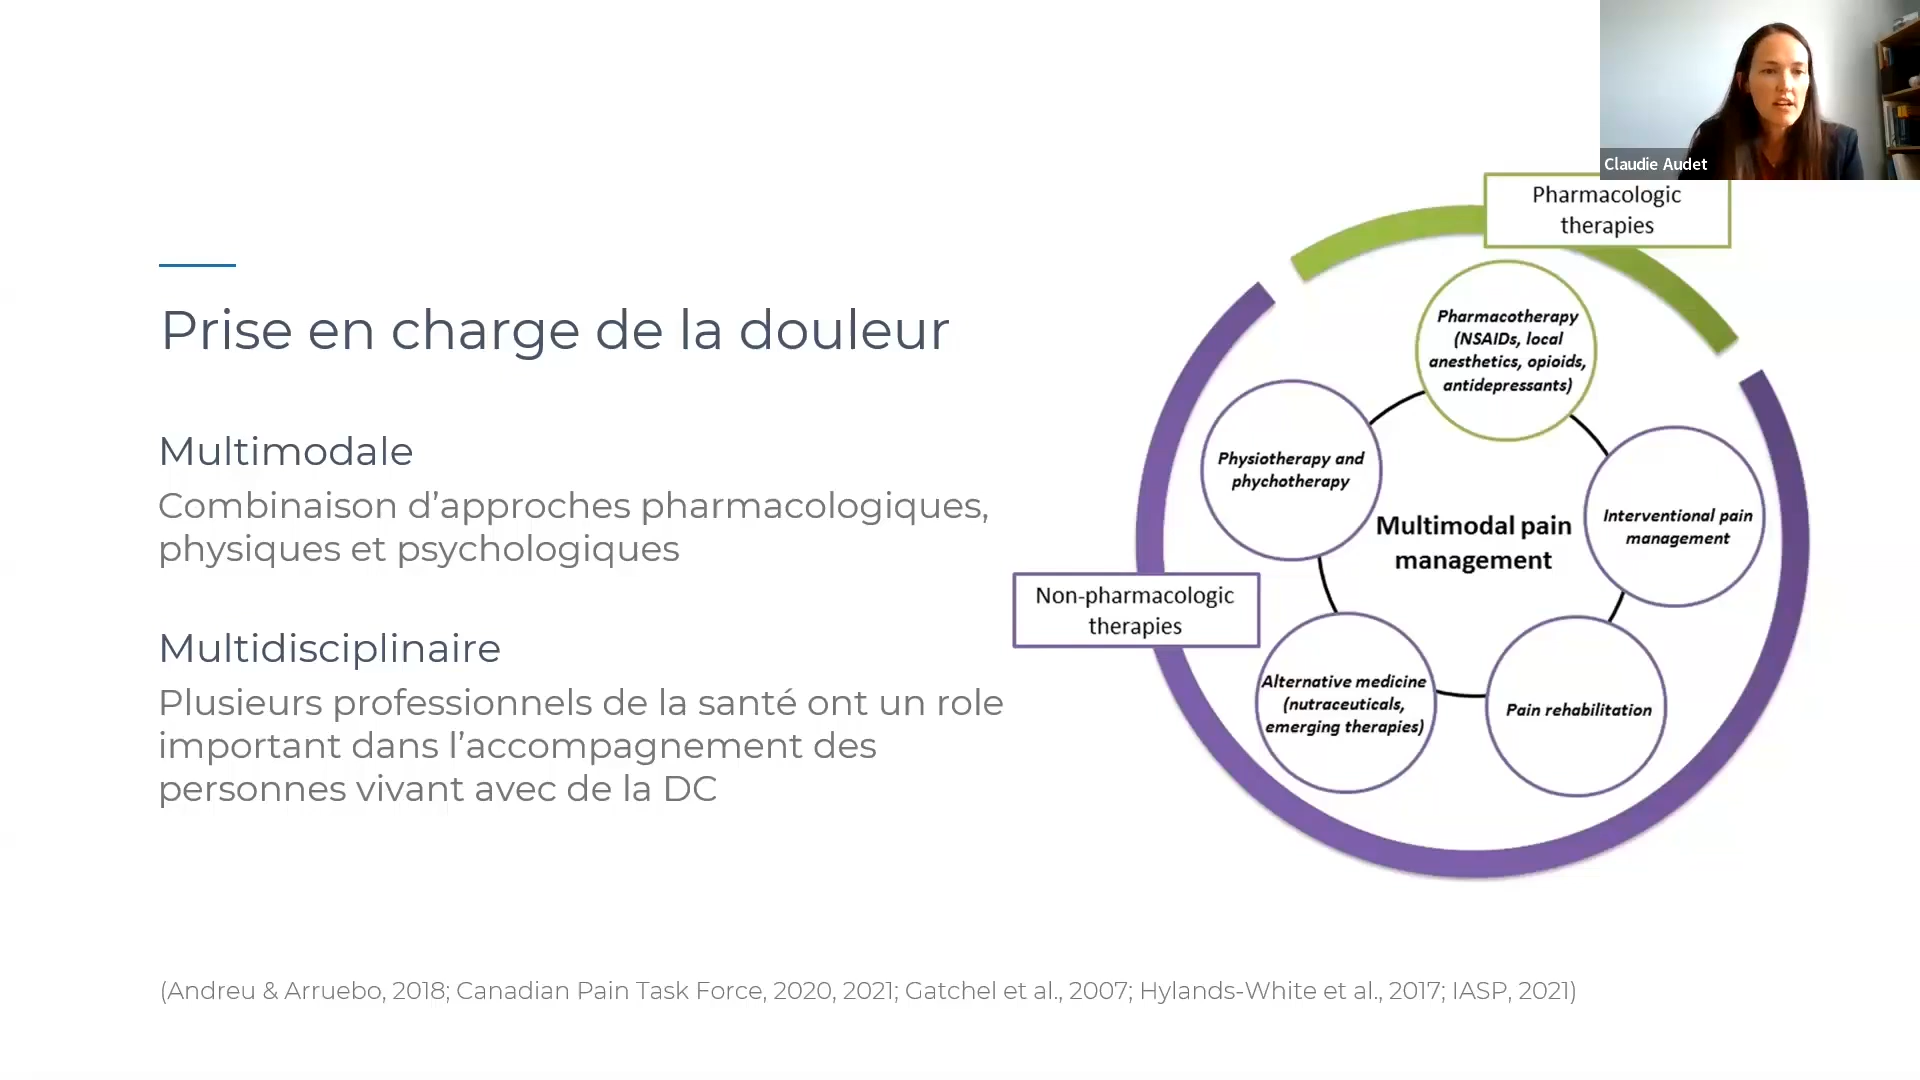 Claudie Audet
Prise en charge de la douleur
Multimodale
Combinaison d’approches pharmacologiques,
physiques et psychologiques
Multidisciplinaire
Plusieurs professionnels de la santé ont un role
important dans l’accompagnement des
personnes vivant avec de la DC
Pharmacologic
therapies
Pharmacotherapy
(NSAIDs, local
anesthetics, opioids,
antidepressants)
Physiotherapy and
phychotherapy
Interventional pain
management
Multimodal pain
management
Non-pharmacologic
therapies
Alternative medicine
(nutraceuticals,
emerging therapies)
Pain rehabilitation
(Andreu & Arruebo, 2018; Canadian Pain Task Force, 2020, 2021; Gatchel et al., 2007; Hylands-White et al., 2017; IASP, 2021)